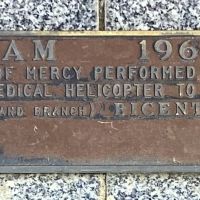 AM 196
OF MERCY PERFORMED
EDICAL HELICOPTER TO
AND BRANCH) BICENT